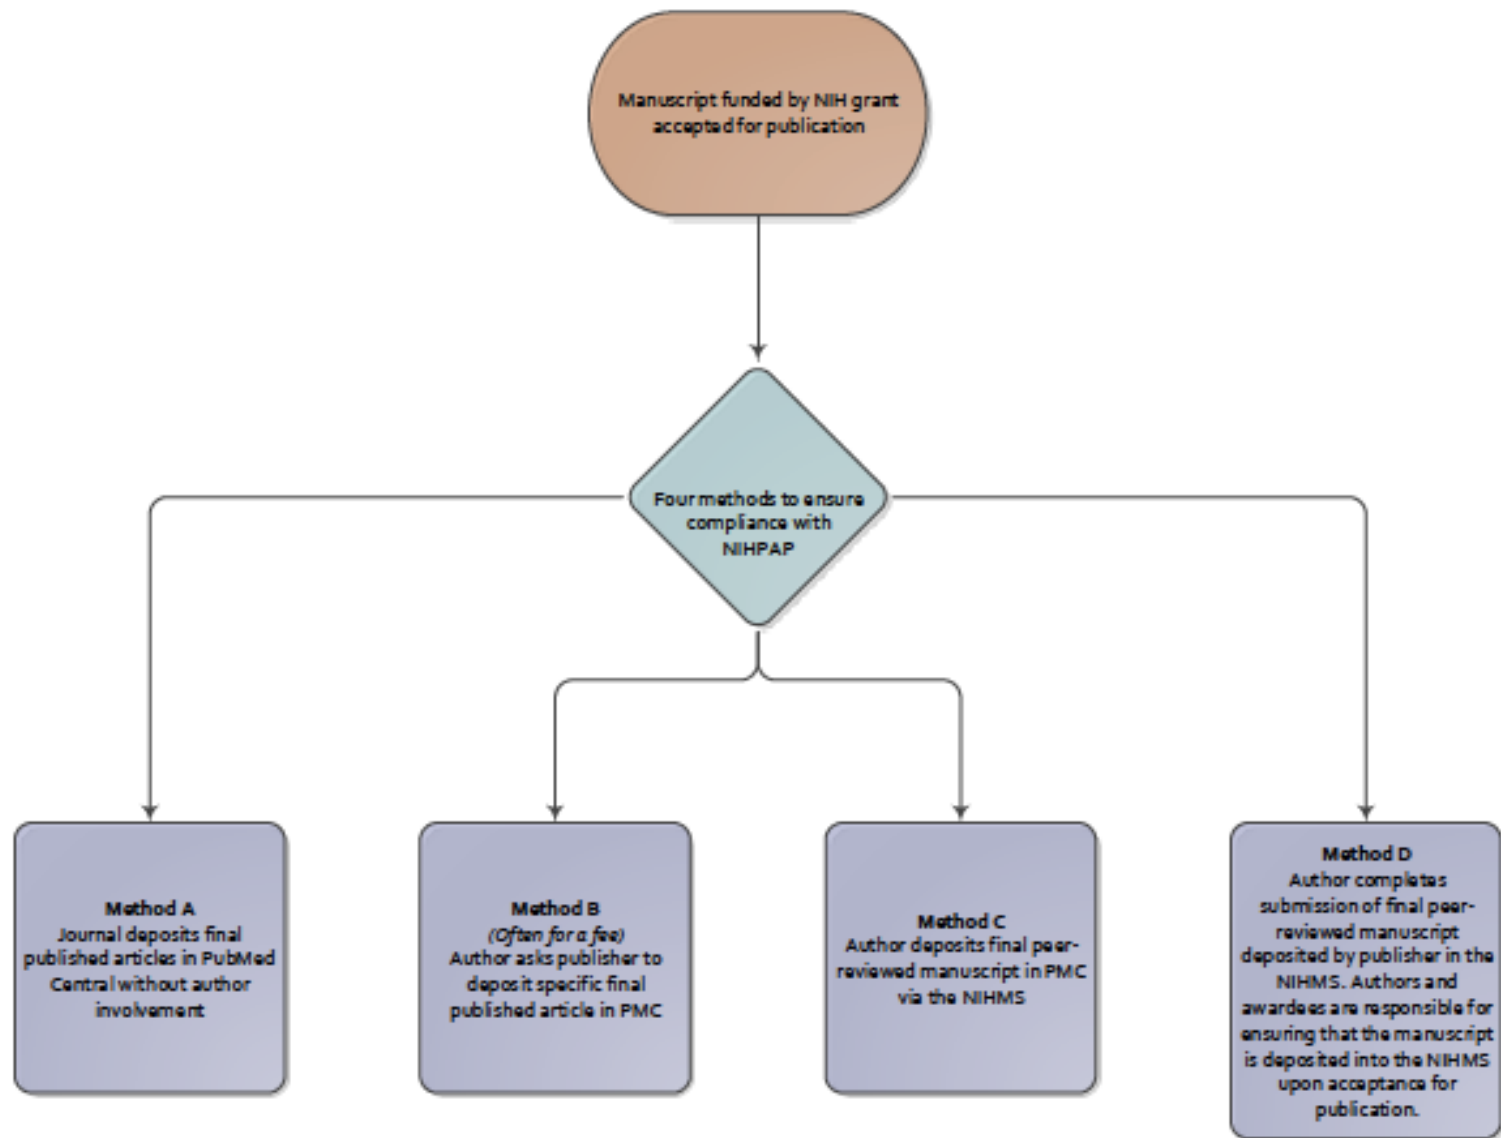 Manuscript funded by NIH grant
accepted for publication
Four methods to ensure
compliance with
NIHPAP
Method A
Journal deposits final
published articles in PubMed
Central without author
involvement
Method B
(Often for a fee)
Author asks publisher to
deposit specific final
published article in PMC
Method C
Author deposits final peer-
reviewed manuscript in PMC
via the NIHMS
Method D
Author completes
submission of final peer-
reviewed manuscript
deposited by publisher in the
NIHMS. Authors and
awardees are responsible for
ensuring that the manuscript
is deposited into the NIHMS
upon acceptance for
publication.